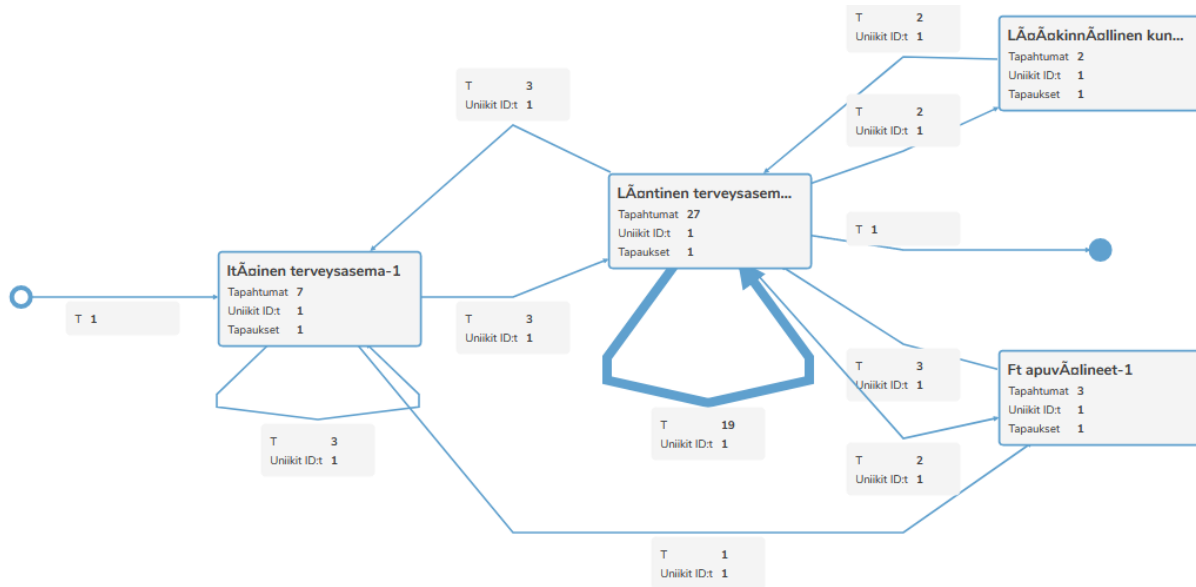 T 2
Uniikit ID:t 1
LÃ¤Ã¤kinnÃ¤llinen kun...
Tapahtumat 2
Uniikit ID:t 1
Tapaukset 1
T 3
Uniikit ID:t 1
T 2
Uniikit ID:t 1
LÃ¤ntinen terveysasem...
Tapahtumat 27
Uniikit ID:t 1
Tapaukset 1
T 1
ItÃ¤inen terveysasema-1
Tapahtumat 7
Uniikit ID:t 1
Tapaukset 1
T 1
T 3
Uniikit ID:t 1
T 3
Uniikit ID:t 1
Ft apuvÃ¤lineet-1
Tapahtumat 3
Uniikit ID:t 1
Tapaukset 1
T 3
Uniikit ID:t 1
T 19
Uniikit ID:t 1
T 2
Uniikit ID:t 1
T 1
Uniikit ID:t 1